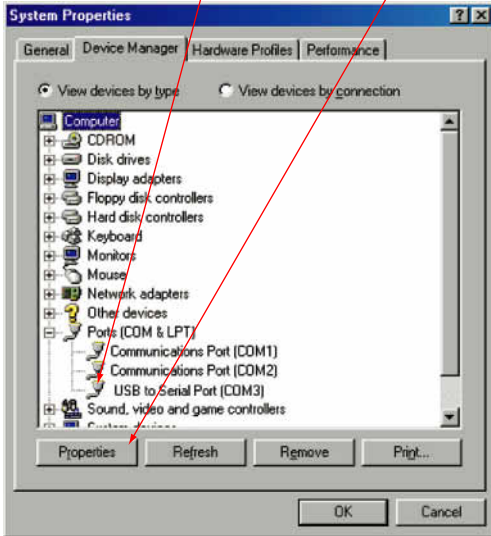 System Properties
General Device Manager Hardware Profiles Performance
View devices by type View devices by connection
Computer
CDROM
Disk drives
Display adapters
Floppy disk controllers
Hard disk controllers
Keyboard
Monitors
Mouse
Network adapters
Other devices
Ports (COM & LPT)
Communications Port (COM1)
Communications Port (COM2)
USB to Serial Port (COM3)
Sound, video and game controllers
System devices
Properties Refresh Remove Print...
OK Cancel